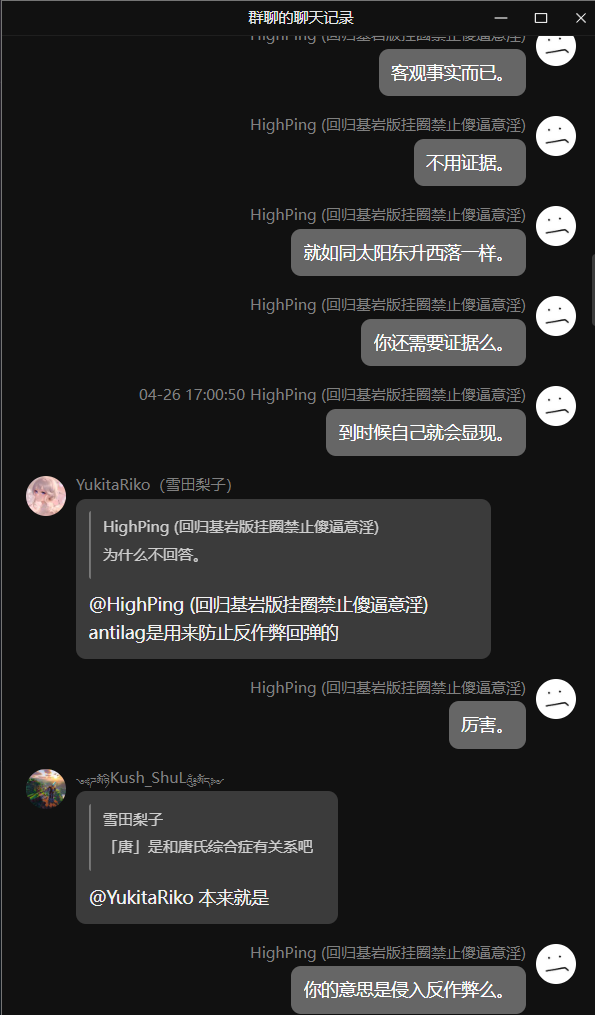 群聊的聊天记录
HighPing (回归基岩版挂圈禁止傻逼意淫)
客观事实而已。
HighPing (回归基岩版挂圈禁止傻逼意淫)
不用证据。
HighPing (回归基岩版挂圈禁止傻逼意淫)
就如同太阳东升西落一样。
HighPing (回归基岩版挂圈禁止傻逼意淫)
你还需要证据么。
04-26 17:00:50 HighPing (回归基岩版挂圈禁止傻逼意淫)
到时候自己就会显现。
YukitaRiko（雪田梨子）
HighPing (回归基岩版挂圈禁止傻逼意淫)
为什么不回答。
@HighPing (回归基岩版挂圈禁止傻逼意淫)
antilag是用来防止反作弊回弹的
HighPing (回归基岩版挂圈禁止傻逼意淫)
厉害。
Kush_ShuL
雪田梨子
「唐」是和唐氏综合症有关系吧
@YukitaRiko 本来就是
HighPing (回归基岩版挂圈禁止傻逼意淫)
你的意思是侵入反作弊么。